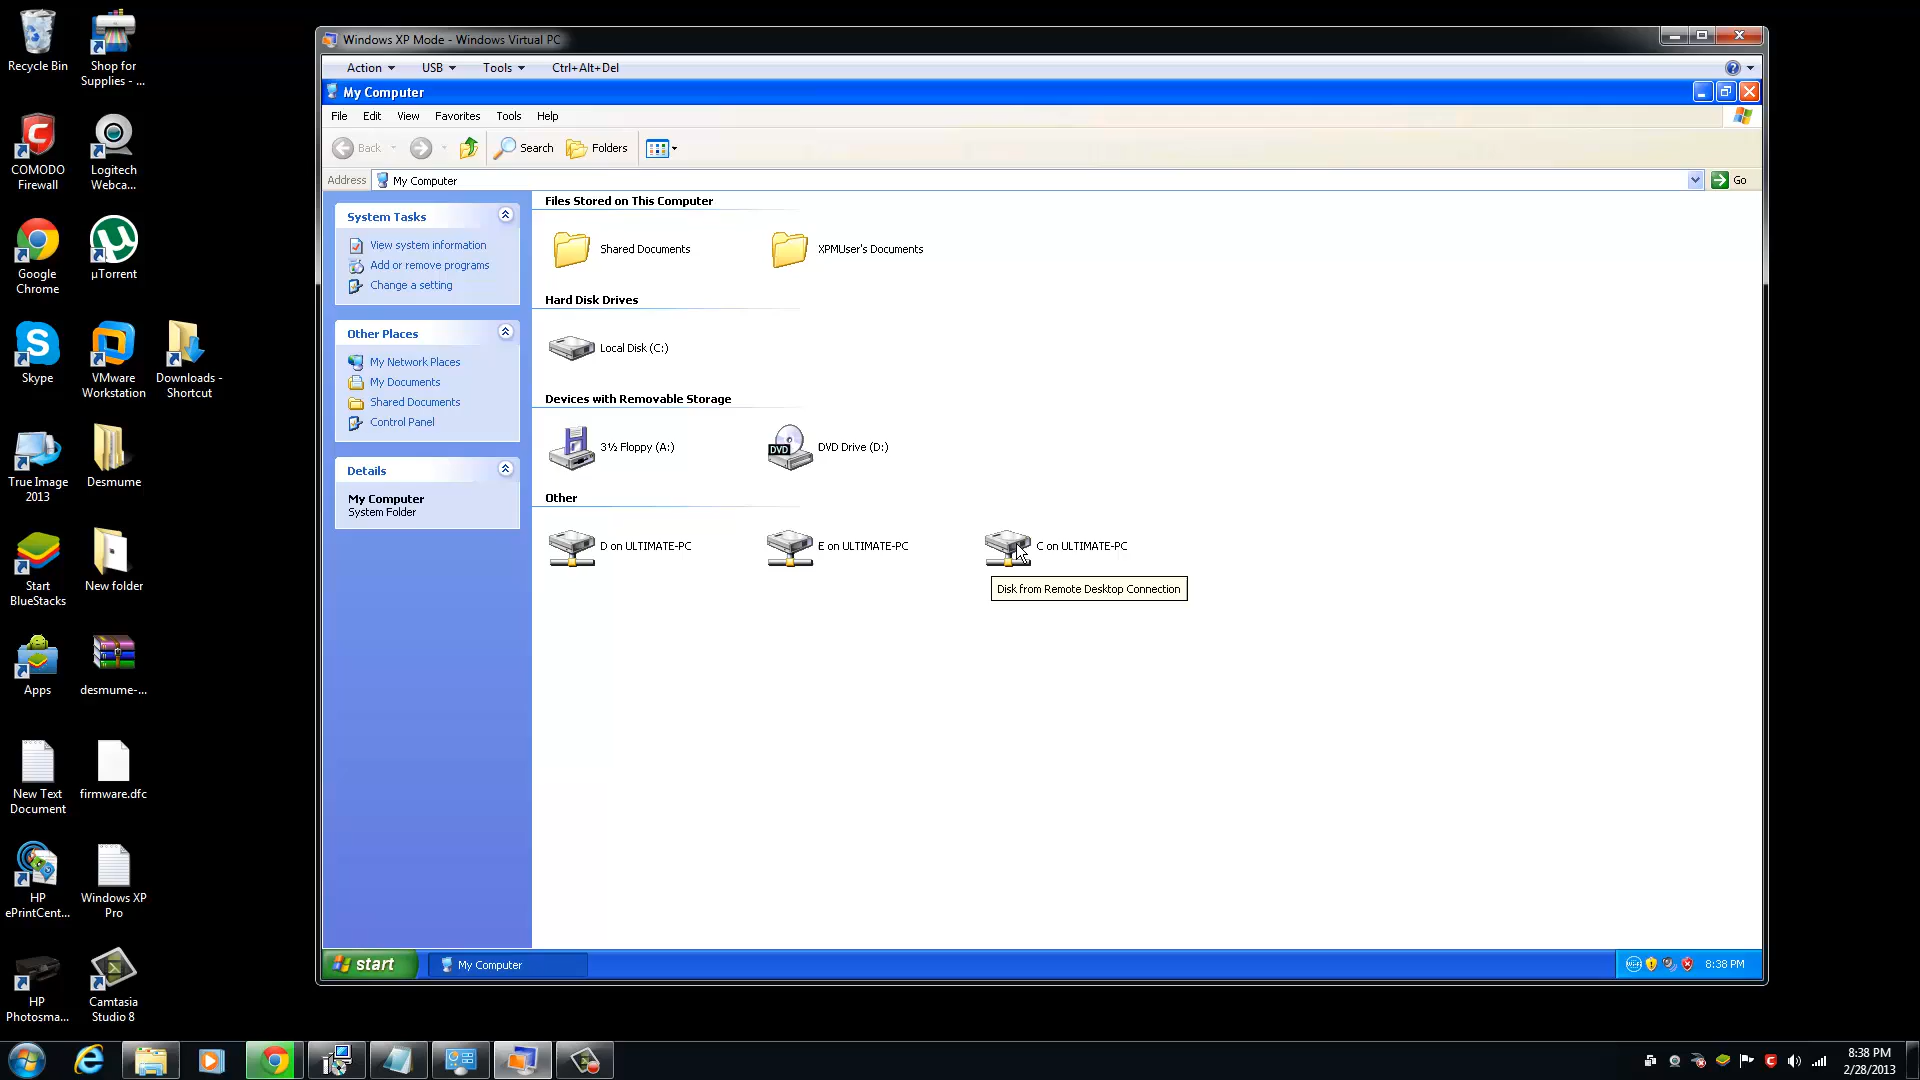 Recycle Bin
Shop for
Supplies - ...
COMODO
Firewall
Logitech
Webca...
Google
Chrome
µTorrent
Skype
VMware
Workstation
Downloads -
Shortcut
True Image
2013
Desmume
Start
BlueStacks
New folder
Apps
desmume-...
New Text
Document
firmware.dfc
HP
ePrintCent...
Windows XP
Pro
HP
Photosma...
Camtasia
Studio 8
Windows XP Mode - Windows Virtual PC
Action USB Tools Ctrl+Alt+Del
My Computer
File Edit View Favorites Tools Help
Back Search Folders
Address My Computer Go
System Tasks
View system information
Add or remove programs
Change a setting
Other Places
My Network Places
My Documents
Shared Documents
Control Panel
Details
My Computer
System Folder
Files Stored on This Computer
Shared Documents XPMUser's Documents
Hard Disk Drives
Local Disk (C:)
Devices with Removable Storage
3½ Floppy (A:) DVD Drive (D:)
DVD
Other
D on ULTIMATE-PC E on ULTIMATE-PC C on ULTIMATE-PC
Disk from Remote Desktop Connection
start My Computer 8:38 PM
8:38 PM
2/28/2013